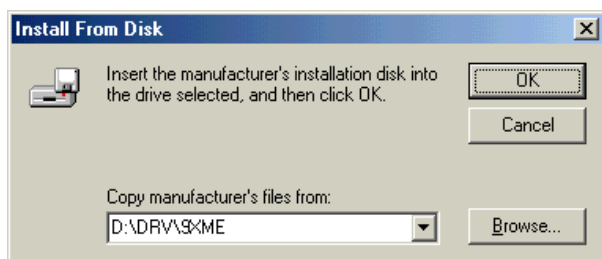 Install From Disk
Insert the manufacturer's installation disk into
the drive selected, and then click OK.
OK
Cancel
Copy manufacturer's files from:
D:\DRV\9XME
Browse...